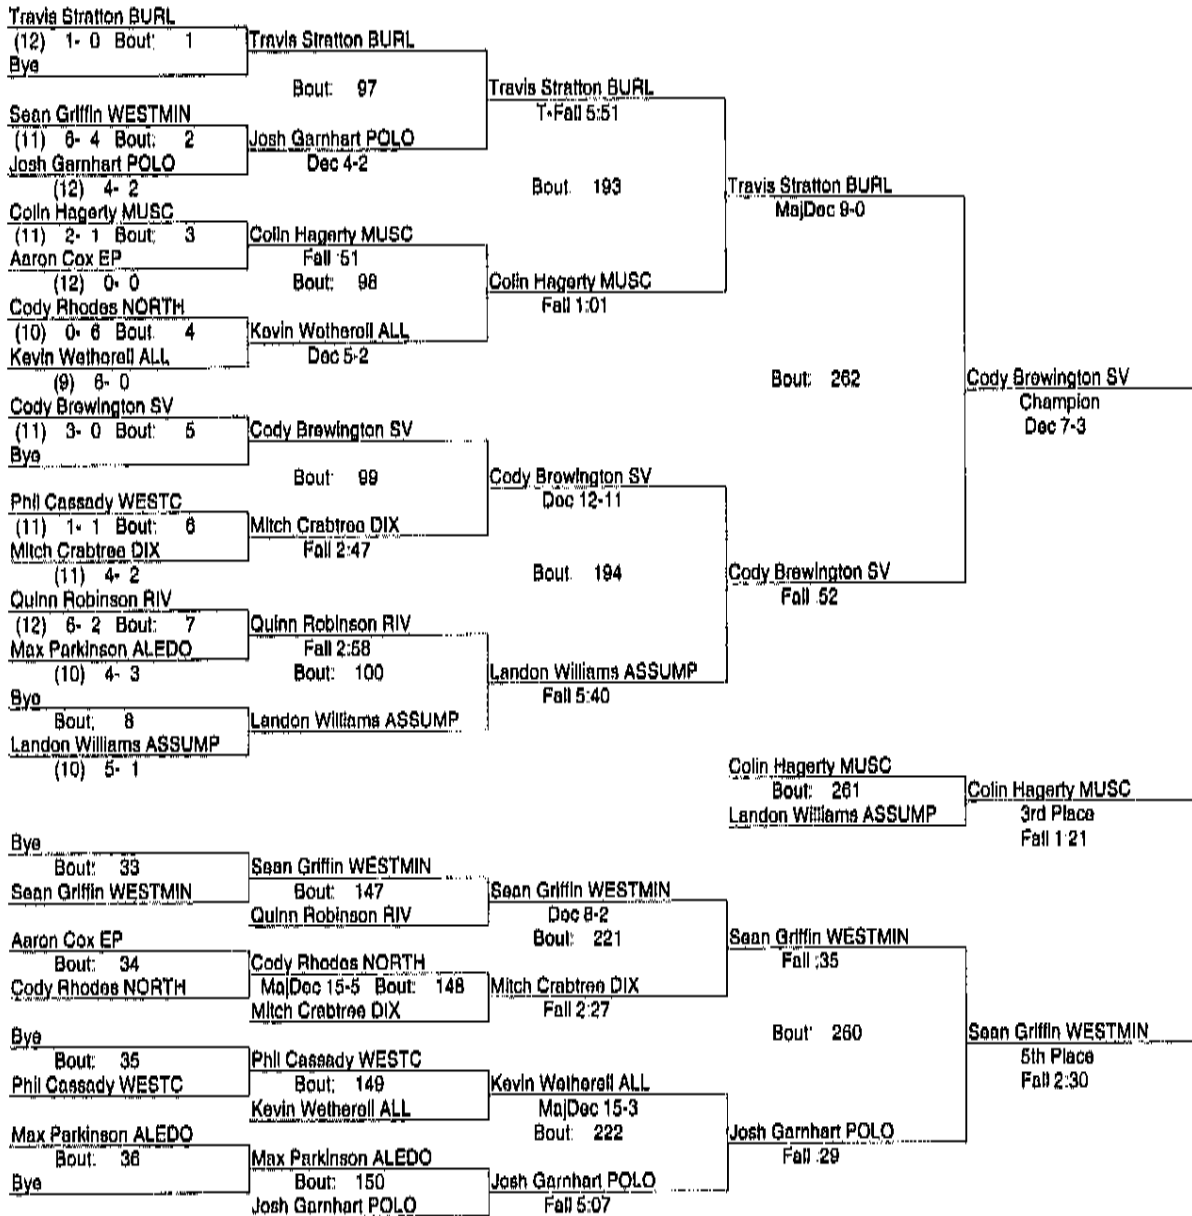 Travis Stratton BURL
(12) 1- 0 Bout: 1
Bye
Travis Stratton BURL
Bout: 97
Sean Griffin WESTMIN
(11) 6- 4 Bout: 2
Josh Garnhart POLO
(12) 4- 2
Josh Garnhart POLO
Dec 4-2
Travis Stratton BURL
T-Fall 5:51
Bout: 193
Colin Hagerty MUSC
(11) 2- 1 Bout: 3
Aaron Cox EP
(12) 0- 0
Colin Hagerty MUSC
Fall :51
Bout: 98
Cody Rhodes NORTH
(10) 0- 6 Bout: 4
Kevin Wetherell ALL
(9) 6- 0
Kevin Wetherell ALL
Dec 5-2
Colin Hagerty MUSC
Fall 1:01
Travis Stratton BURL
MajDec 9-0
Bout: 262
Cody Brewington SV
Champion
Dec 7-3
Cody Brewington SV
(11) 3- 0 Bout: 5
Bye
Cody Brewington SV
Bout: 99
Phil Cassady WESTC
(11) 1- 1 Bout: 6
Mitch Crabtree DIX
(11) 4- 2
Mitch Crabtree DIX
Fall 2:47
Cody Brewington SV
Dec 12-11
Bout: 194
Quinn Robinson RIV
(12) 6- 2 Bout: 7
Max Parkinson ALEDO
(10) 4- 3
Quinn Robinson RIV
Fall 2:58
Bout: 100
Bye
Bout: 8
Landon Williams ASSUMP
(10) 5- 1
Landon Williams ASSUMP
Landon Williams ASSUMP
Fall 5:40
Cody Brewington SV
Fall :52
Colin Hagerty MUSC
Bout: 261
Landon Williams ASSUMP
Colin Hagerty MUSC
3rd Place
Fall 1:21
Bye
Bout: 33
Sean Griffin WESTMIN
Sean Griffin WESTMIN
Bout: 147
Quinn Robinson RIV
Sean Griffin WESTMIN
Dec 8-2
Bout: 221
Aaron Cox EP
Bout: 34
Cody Rhodes NORTH
Cody Rhodes NORTH
MajDec 15-5 Bout: 148
Mitch Crabtree DIX
Mitch Crabtree DIX
Fall 2:27
Sean Griffin WESTMIN
Fall :35
Bout: 260
Sean Griffin WESTMIN
5th Place
Fall 2:30
Bye
Bout: 35
Phil Cassady WESTC
Phil Cassady WESTC
Bout: 149
Kevin Wetherell ALL
Kevin Wetherell ALL
MajDec 15-3
Bout: 222
Max Parkinson ALEDO
Bout: 36
Bye
Max Parkinson ALEDO
Bout: 150
Josh Garnhart POLO
Josh Garnhart POLO
Fall 5:07
Josh Garnhart POLO
Fall :29